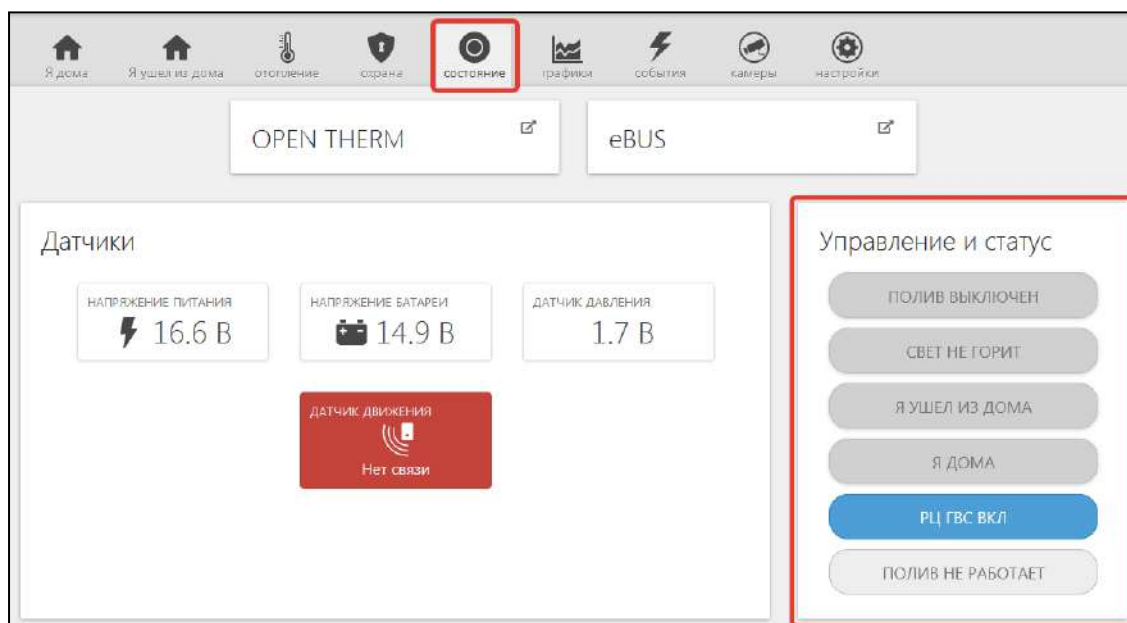 Я дома
Я ушел из дома
отопление
охрана
состояние
графики
события
камеры
настройки
OPEN THERM
eBUS
Датчики
НАПРЯЖЕНИЕ ПИТАНИЯ
16.6 В
НАПРЯЖЕНИЕ БАТАРЕИ
14.9 В
ДАТЧИК ДАВЛЕНИЯ
1.7 В
ДАТЧИК ДВИЖЕНИЯ
Нет связи
Управление и статус
ПОЛИВ ВЫКЛЮЧЕН
СВЕТ НЕ ГОРИТ
Я УШЕЛ ИЗ ДОМА
Я ДОМА
РЦ ГВС ВКЛ
ПОЛИВ НЕ РАБОТАЕТ